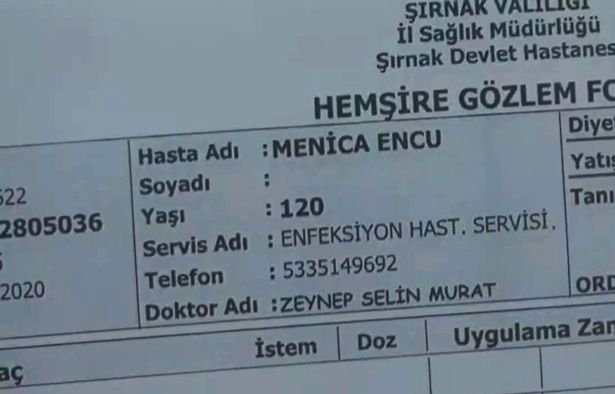 ŞIRNAK VALİLİĞİ
İl Sağlık Müdürlüğü
Şırnak Devlet Hastanes
HEMŞİRE GÖZLEM FO
Hasta Adı : MENİCA ENCU
Diye
Soyadı :
Yatış
522
Yaşı : 120
Tanı
2805036
Servis Adı : ENFEKSİYON HAST. SERVİSİ.
Telefon : 5335149692
2020
Doktor Adı : ZEYNEP SELİN MURAT
ORD
aç İstem Doz Uygulama Zan